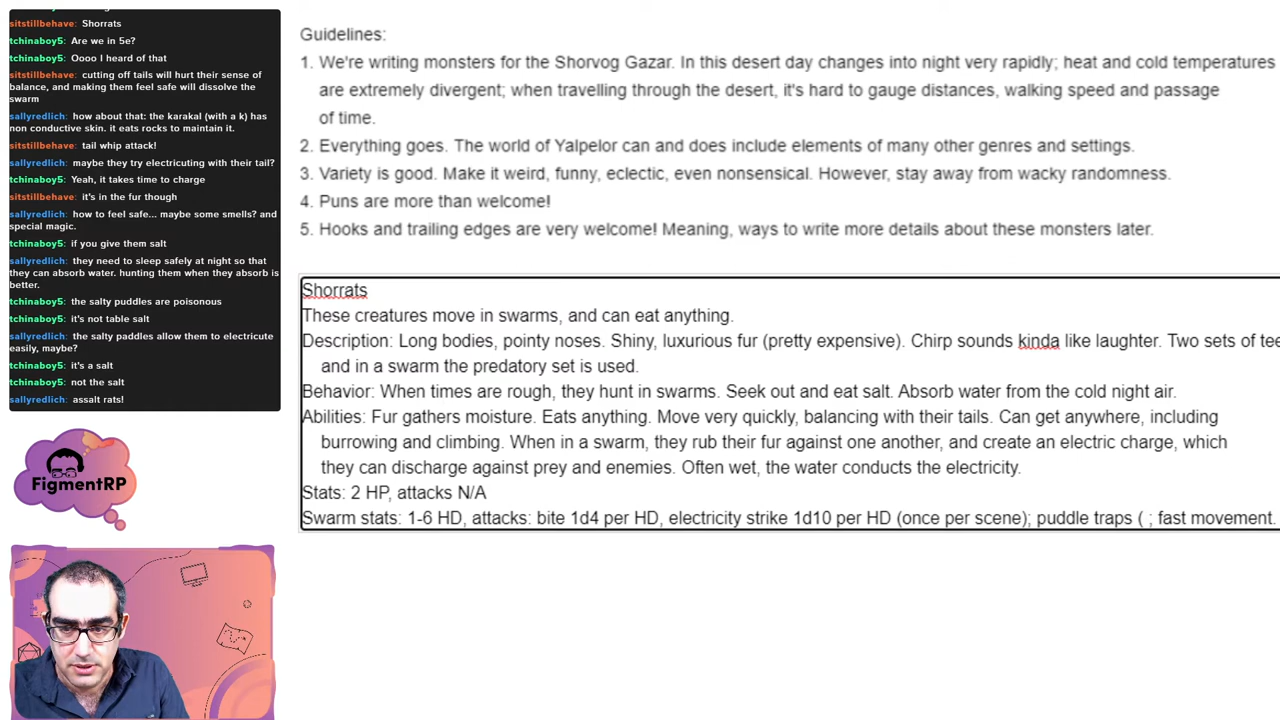 sitstillbehave: Shorrats
tchinaboy5: Are we in 5e?
tchinaboy5: Oooo I heard of that
sitstillbehave: cutting off tails will hurt their sense of
balance, and making them feel safe will dissolve the
swarm
sallyredlich: how about that: the karakal (with a k) has
non conductive skin. it eats rocks to maintain it.
sitstillbehave: tail whip attack!
sallyredlich: maybe they try electricuting with their tail?
tchinaboy5: Yeah, it takes time to charge
sitstillbehave: it's in the fur though
sallyredlich: how to feel safe... maybe some smells? and
special magic.
tchinaboy5: if you give them salt
sallyredlich: they need to sleep safely at night so that
they can absorb water. hunting them when they absorb is
better.
tchinaboy5: the salty puddles are poisonous
tchinaboy5: it's not table salt
sallyredlich: the salty paddles allow them to electricute
easily, maybe?
tchinaboy5: it's a salt
tchinaboy5: not the salt
sallyredlich: assalt rats!
FigmentRP
Guidelines:
1. We're writing monsters for the Shorvog Gazar. In this desert day changes into night very rapidly; heat and cold temperatures
are extremely divergent; when travelling through the desert, it's hard to gauge distances, walking speed and passage
of time.
2. Everything goes. The world of Yalpelor can and does include elements of many other genres and settings.
3. Variety is good. Make it weird, funny, eclectic, even nonsensical. However, stay away from wacky randomness.
4. Puns are more than welcome!
5. Hooks and trailing edges are very welcome! Meaning, ways to write more details about these monsters later.
Shorrats
These creatures move in swarms, and can eat anything.
Description: Long bodies, pointy noses. Shiny, luxurious fur (pretty expensive). Chirp sounds kinda like laughter. Two sets of tee
and in a swarm the predatory set is used.
Behavior: When times are rough, they hunt in swarms. Seek out and eat salt. Absorb water from the cold night air.
Abilities: Fur gathers moisture. Eats anything. Move very quickly, balancing with their tails. Can get anywhere, including
burrowing and climbing. When in a swarm, they rub their fur against one another, and create an electric charge, which
they can discharge against prey and enemies. Often wet, the water conducts the electricity.
Stats: 2 HP, attacks N/A
Swarm stats: 1-6 HD, attacks: bite 1d4 per HD, electricity strike 1d10 per HD (once per scene); puddle traps ( ; fast movement.